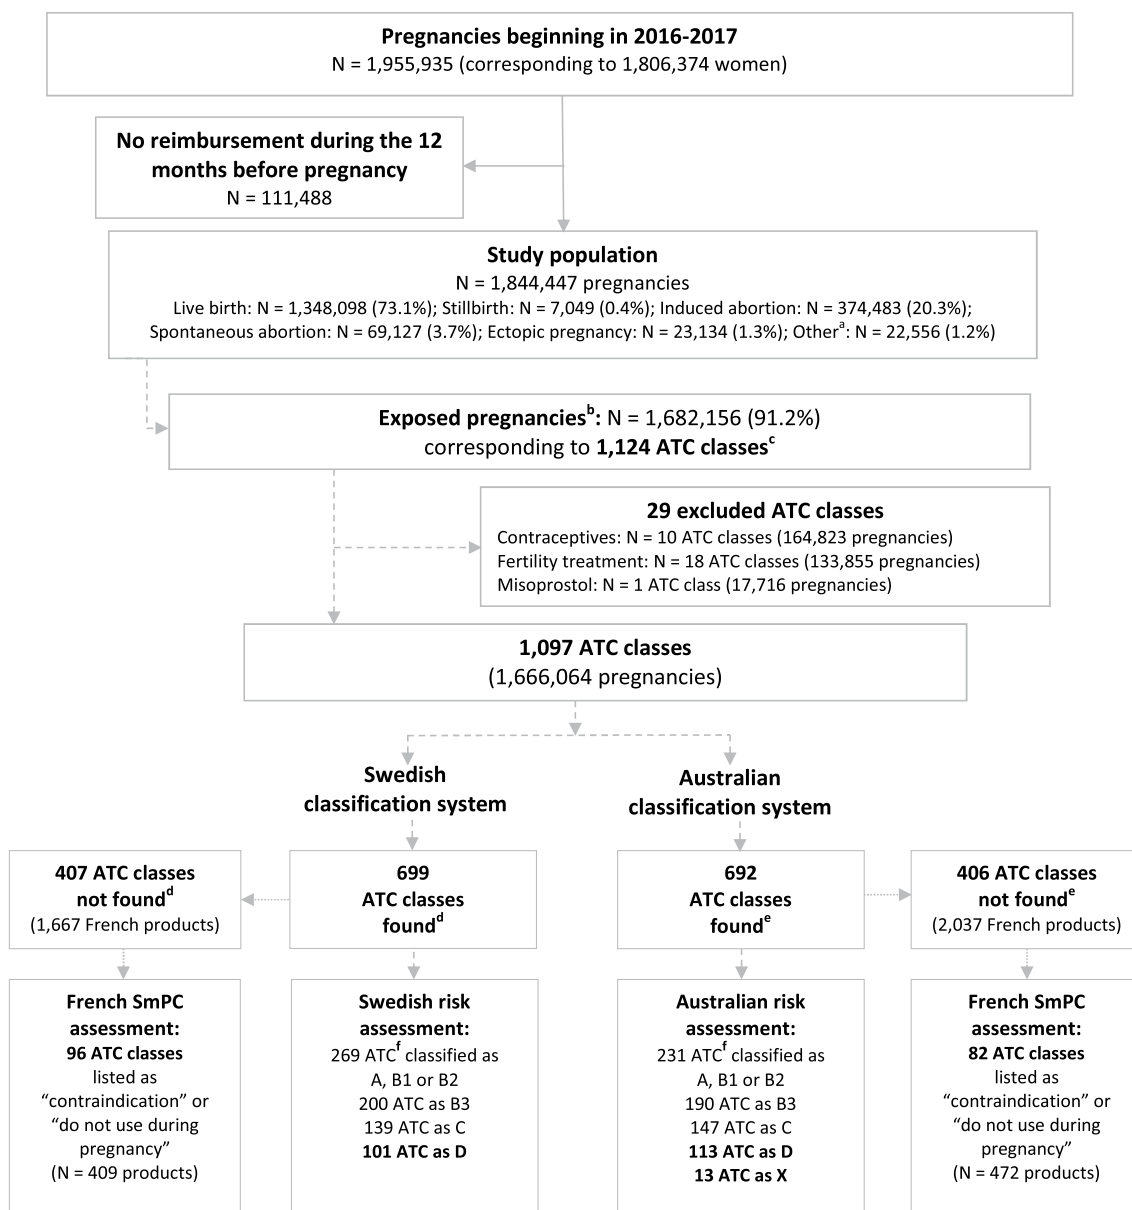 Pregnancies beginning in 2016-2017
N = 1,955,935 (corresponding to 1,806,374 women)
No reimbursement during the 12
months before pregnancy
N = 111,488
Study population
N = 1,844,447 pregnancies
Live birth: N = 1,348,098 (73.1%); Stillbirth: N = 7,049 (0.4%); Induced abortion: N = 374,483 (20.3%);
Spontaneous abortion: N = 69,127 (3.7%); Ectopic pregnancy: N = 23,134 (1.3%); Otherᵃ: N = 22,556 (1.2%)
Exposed pregnanciesᵇ: N = 1,682,156 (91.2%)
corresponding to 1,124 ATC classesᶜ
29 excluded ATC classes
Contraceptives: N = 10 ATC classes (164,823 pregnancies)
Fertility treatment: N = 18 ATC classes (133,855 pregnancies)
Misoprostol: N = 1 ATC class (17,716 pregnancies)
1,097 ATC classes
(1,666,064 pregnancies)
Swedish
classification system
Australian
classification system
407 ATC classes
not foundᵈ
(1,667 French products)
699
ATC classes
foundᵈ
692
ATC classes
foundᵉ
406 ATC classes
not foundᵉ
(2,037 French products)
French SmPC
assessment:
96 ATC classes
listed as
“contraindication” or
“do not use during
pregnancy”
(N = 409 products)
Swedish risk
assessment:
269 ATCᶠ classified as
A, B1 or B2
200 ATC as B3
139 ATC as C
101 ATC as D
Australian risk
assessment:
231 ATCᶠ classified as
A, B1 or B2
190 ATC as B3
147 ATC as C
113 ATC as D
13 ATC as X
French SmPC
assessment:
82 ATC classes
listed as
“contraindication” or
“do not use during
pregnancy”
(N = 472 products)